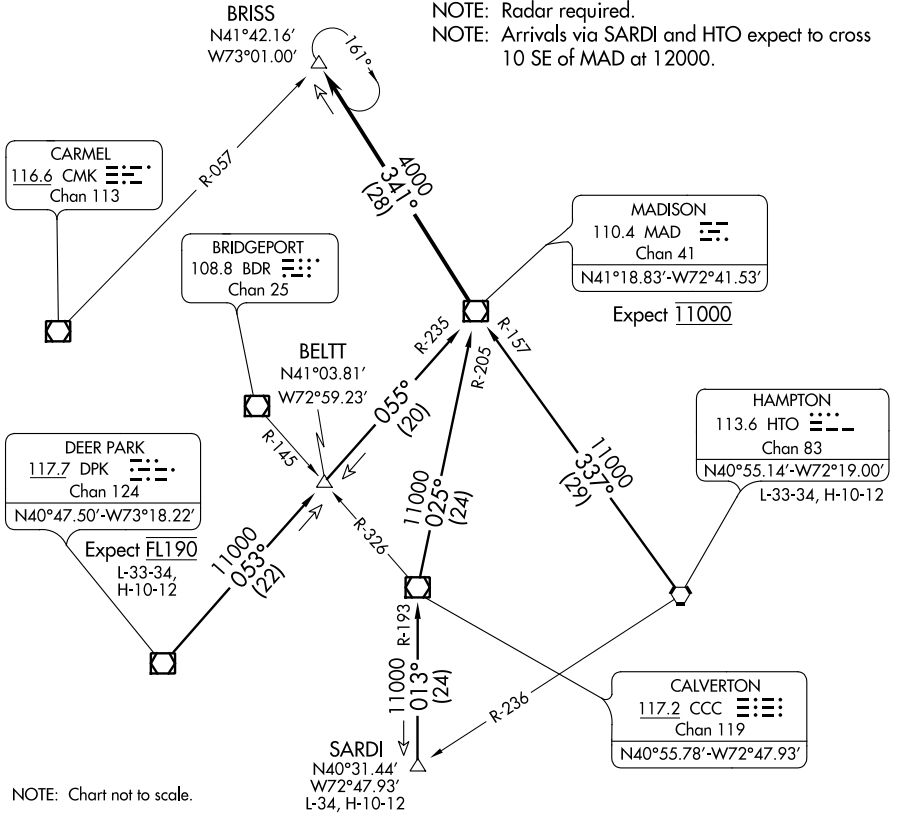 BRISS
N41°42.16'
W73°01.00'
NOTE: Radar required.
NOTE: Arrivals via SARDI and HTO expect to cross
10 SE of MAD at 12000.
161°
CARMEL
116.6 CMK
Chan 113
R-057
4000
341°
(28)
MADISON
110.4 MAD
Chan 41
N41°18.83'-W72°41.53'
Expect 11000
BRIDGEPORT
108.8 BDR
Chan 25
R-235
R-205
R-157
BELTT
N41°03.81'
W72°59.23'
055°
(20)
R-145
HAMPTON
113.6 HTO
Chan 83
N40°55.14'-W72°19.00'
L-33-34, H-10-12
DEER PARK
117.7 DPK
Chan 124
N40°47.50'-W73°18.22'
Expect FL190
L-33-34,
H-10-12
11000
053°
(22)
R-326
11000
025°
(24)
11000
337°
(29)
R-193
11000
013°
(24)
R-236
CALVERTON
117.2 CCC
Chan 119
N40°55.78'-W72°47.93'
SARDI
N40°31.44'
W72°47.93'
L-34, H-10-12
NOTE: Chart not to scale.